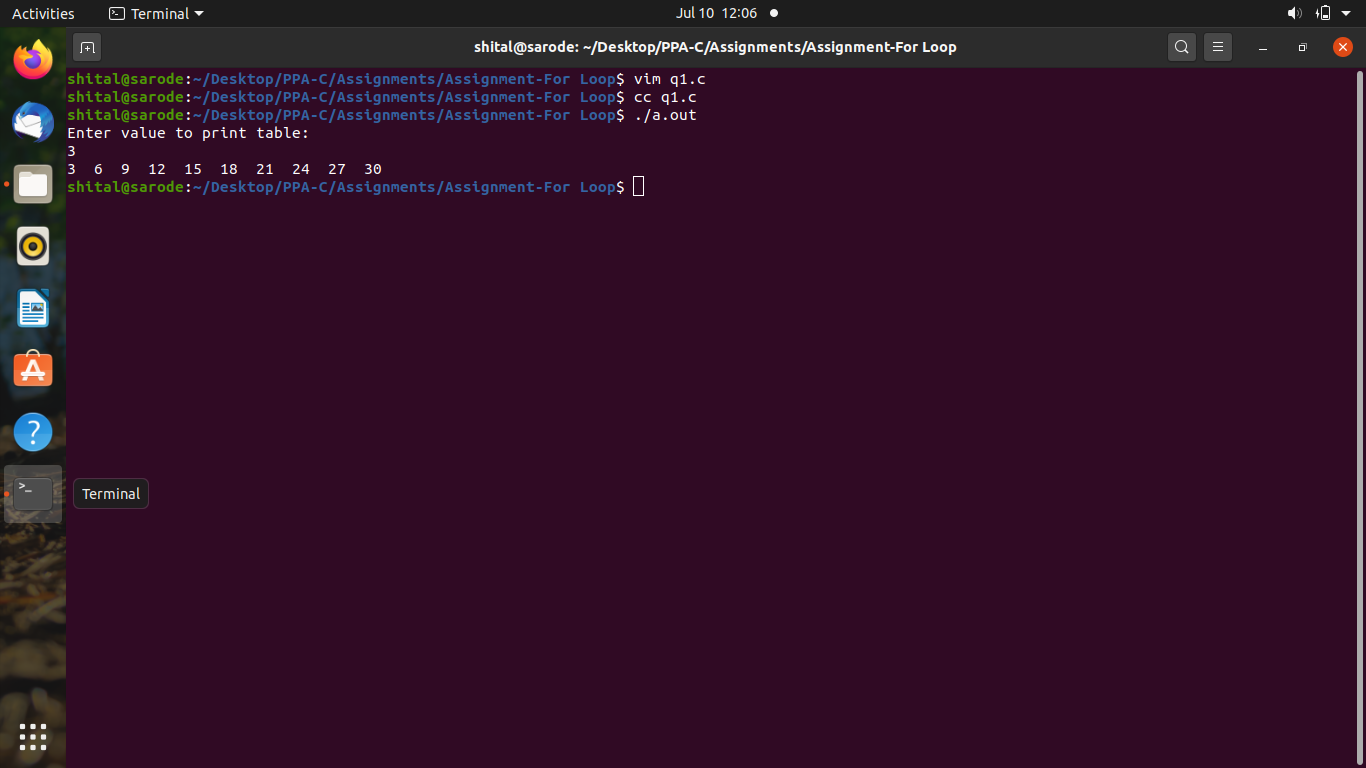 Activities Terminal Jul 10 12:06
shital@sarode: ~/Desktop/PPA-C/Assignments/Assignment-For Loop
shital@sarode:~/Desktop/PPA-C/Assignments/Assignment-For Loop$ vim q1.c
shital@sarode:~/Desktop/PPA-C/Assignments/Assignment-For Loop$ cc q1.c
shital@sarode:~/Desktop/PPA-C/Assignments/Assignment-For Loop$ ./a.out
Enter value to print table:
3
3  6  9  12  15  18  21  24  27  30
shital@sarode:~/Desktop/PPA-C/Assignments/Assignment-For Loop$
Terminal